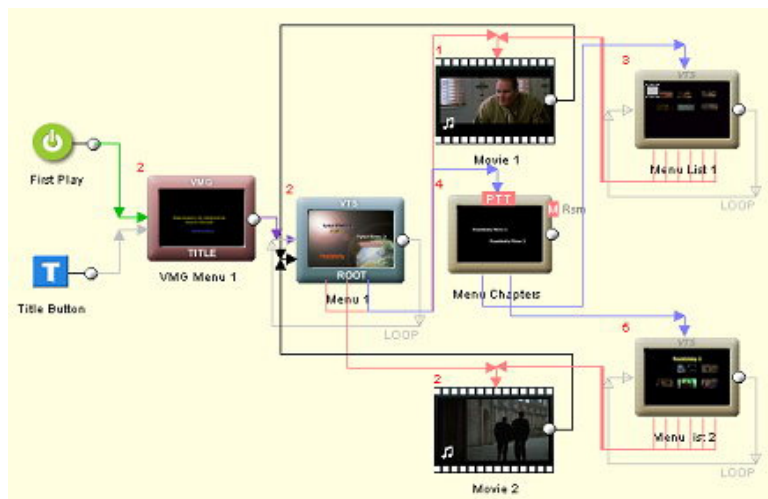 First Play
T
Title Button
2
VMG
TITLE
VMG Menu 1
2
VTS
ROOT
Menu 1
LOOP
1
Movie 1
4
PTT
M Rsm
Menu Chapters
3
VTS
Menu List 1
LOOP
2
Movie 2
VTS
Menu List 2
LOOP